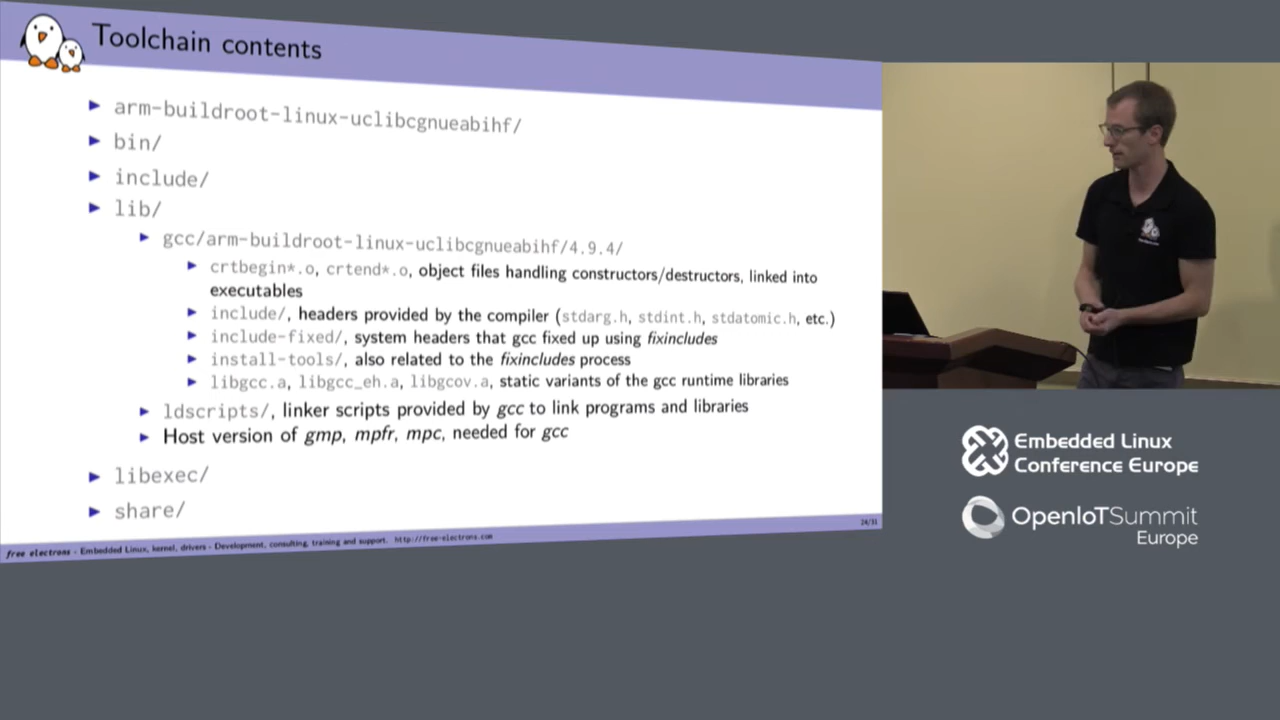 Toolchain contents
arm-buildroot-linux-uclibcgnueabihf/
bin/
include/
lib/
gcc/arm-buildroot-linux-uclibcgnueabihf/4.9.4/
crtbegin*.o, crtend*.o, object files handling constructors/destructors, linked into
executables
include/, headers provided by the compiler (stdarg.h, stdint.h, stdatomic.h, etc.)
include-fixed/, system headers that gcc fixed up using fixincludes
install-tools/, also related to the fixincludes process
libgcc.a, libgcc_eh.a, libgcov.a, static variants of the gcc runtime libraries
ldscripts/, linker scripts provided by gcc to link programs and libraries
Host version of gmp, mpfr, mpc, needed for gcc
libexec/
share/
free electrons - Embedded Linux, kernel, drivers - Development, consulting, training and support. http://free-electrons.com
24/31
Embedded Linux
Conference Europe
OpenIoTSummit
Europe